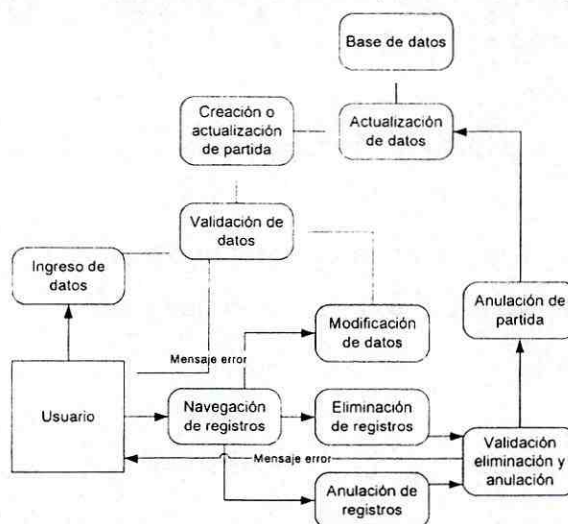 Base de datos
Creación o
actualización
de partida
Actualización
de datos
Validación de
datos
Ingreso de
datos
Anulación de
partida
Modificación
de datos
Mensaje error
Usuario
Navegación
de registros
Eliminación
de registros
Validación
eliminación y
anulación
Mensaje error
Anulación de
registros